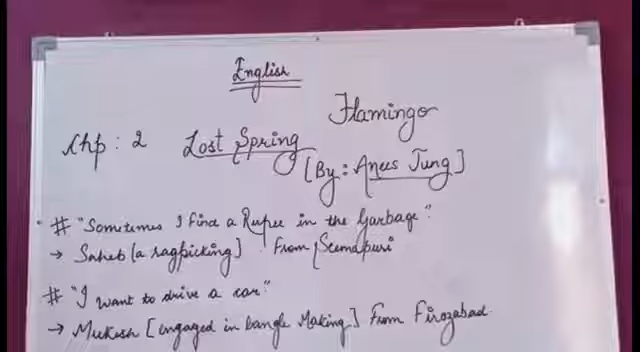 English
Flamingo
Chp : 2 Lost Spring
[By : Anees Jung]
# "Sometimes I find a Rupee in the Garbage".
→ Saheb (a ragpicking] From Seemapuri
# "I want to drive a car"
→ Mukesh [engaged in bangle Making] From Firozabad